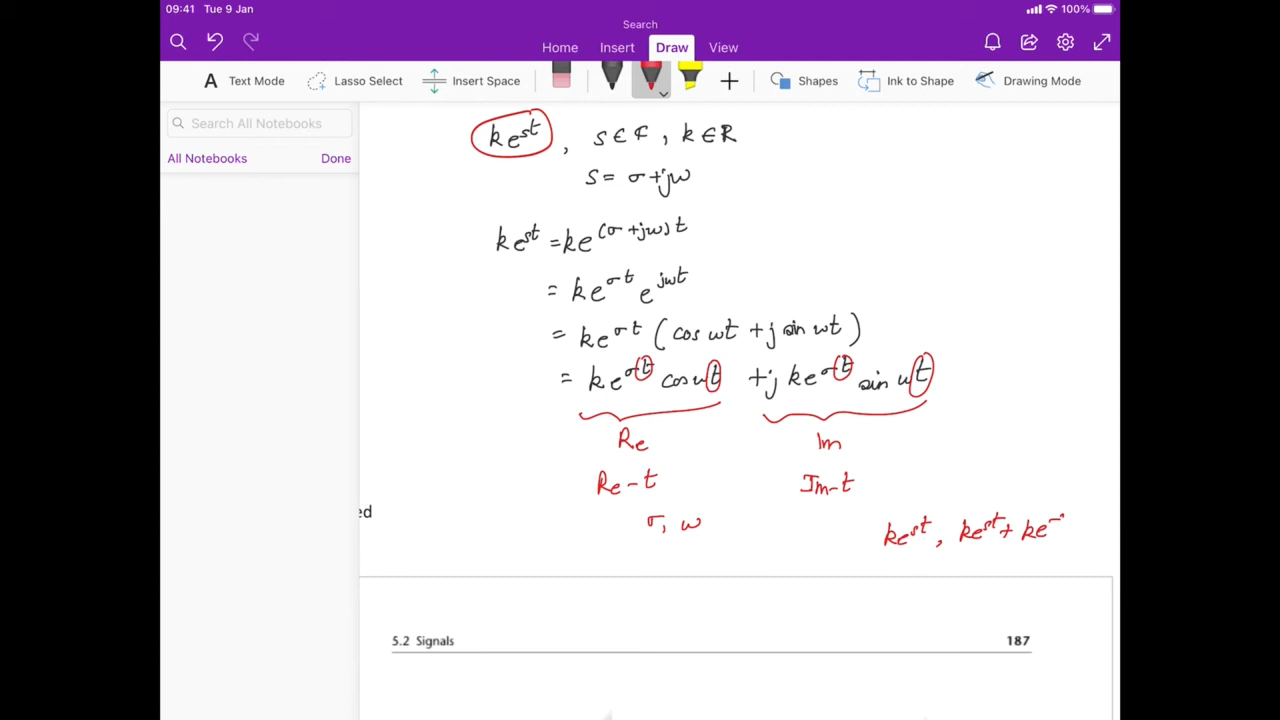 09:41 Tue 9 Jan
100%
Search
Home Insert Draw View
Text Mode Lasso Select Insert Space Shapes Ink to Shape Drawing Mode
Search All Notebooks
All Notebooks Done
ke^{st}, s ∈ ℂ, k ∈ ℝ
s = σ + jω
ke^{st} = ke^{(σ + jω)t}
= ke^{σt} e^{jωt}
= ke^{σt} (cos ωt + j sin ωt)
= ke^{σt} cos ωt + j ke^{σt} sin ωt
Re Im
Re - t Im - t
ed
σ, ω
ke^{st}, ke^{st} + ke^{-
5.2 Signals 187